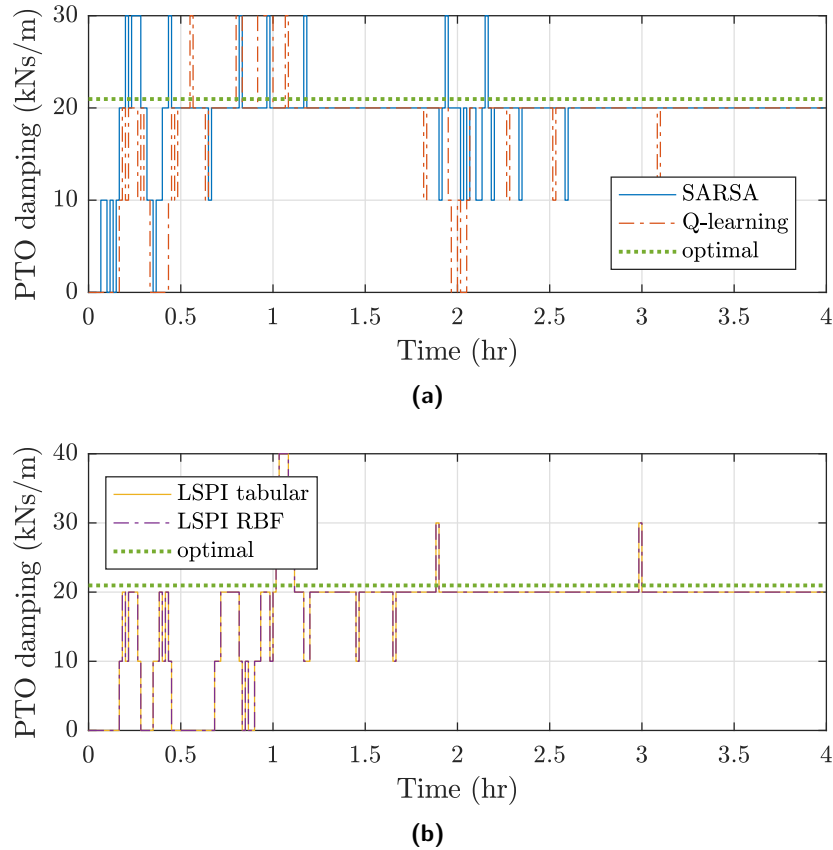 (a)
30
20
10
0
PTO damping (kNs/m)
SARSA
Q-learning
optimal
0 0.5 1 1.5 2 2.5 3 3.5 4
Time (hr)
(a)
40
30
20
10
0
PTO damping (kNs/m)
LSPI tabular
LSPI RBF
optimal
0 0.5 1 1.5 2 2.5 3 3.5 4
Time (hr)
(b)